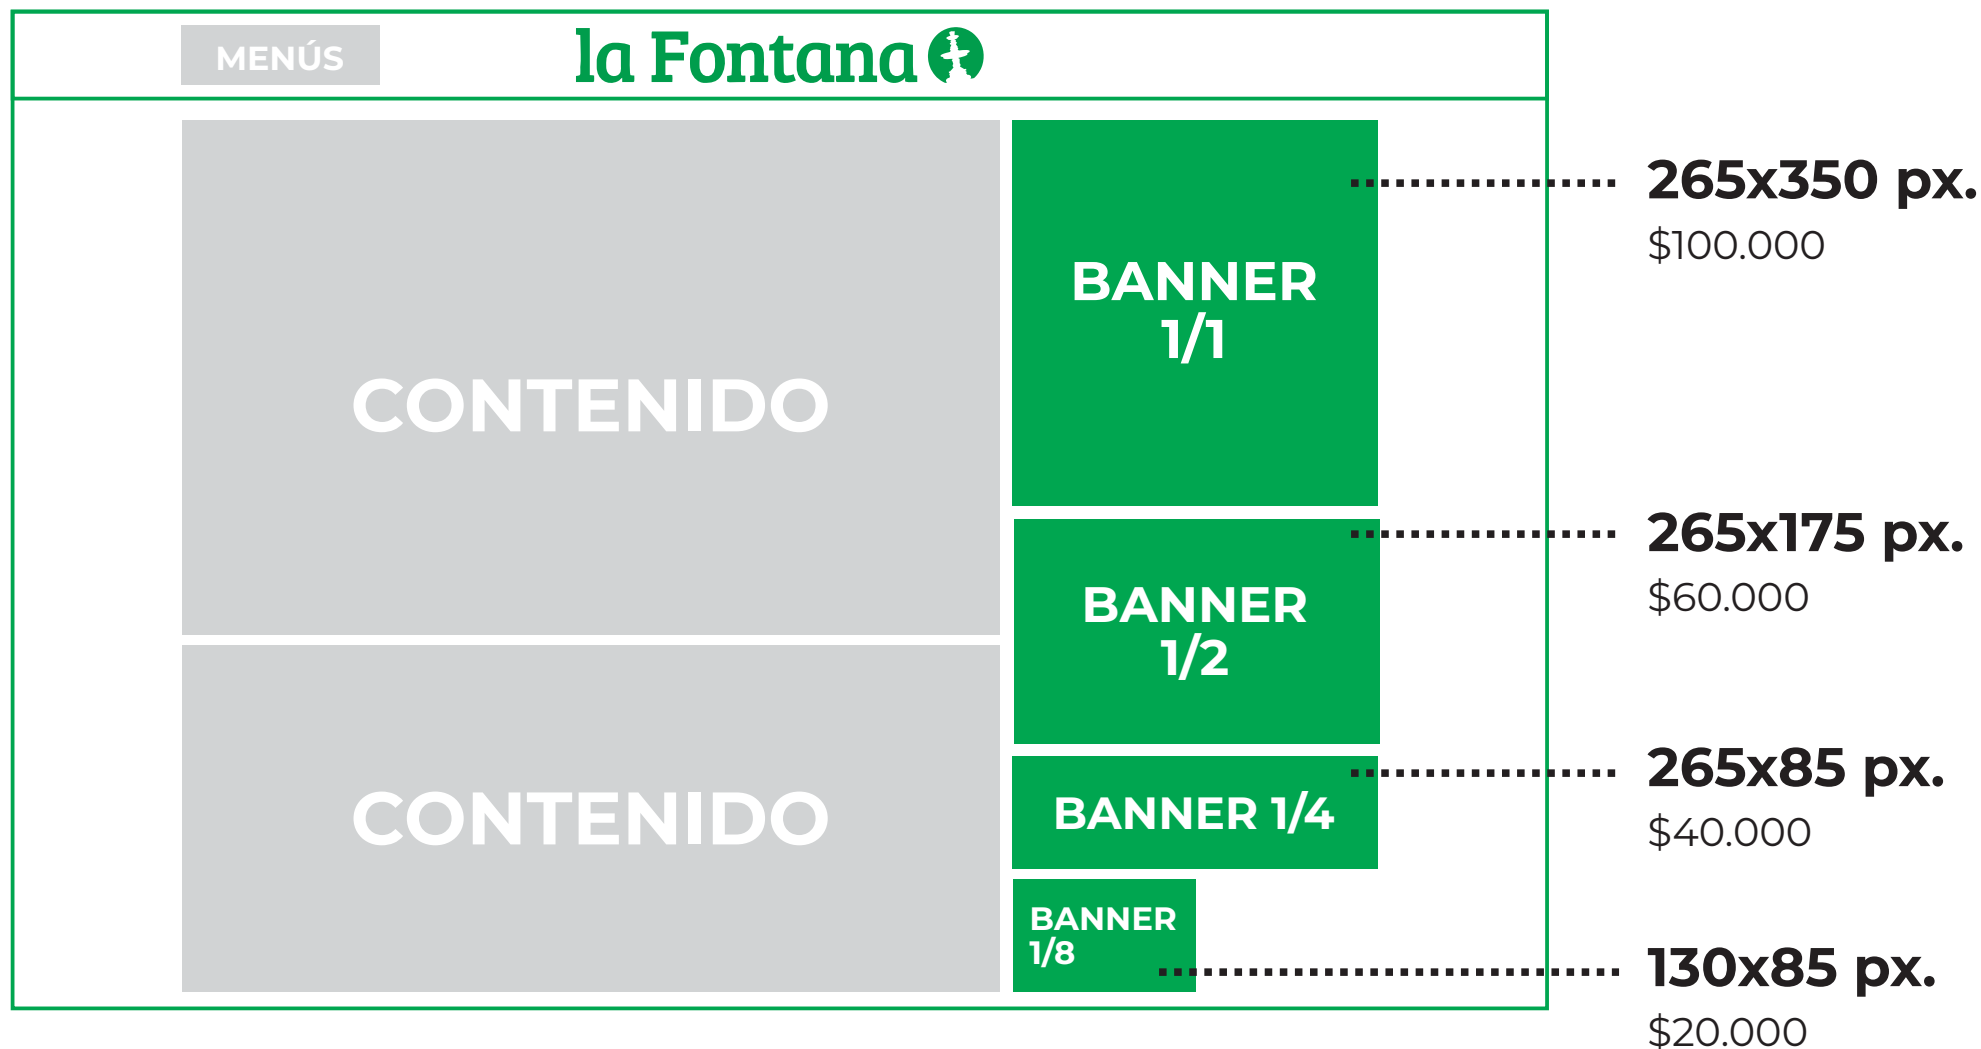 MENÚS
la Fontana
CONTENIDO
CONTENIDO
BANNER
1/1
BANNER
1/2
BANNER 1/4
BANNER
1/8
265x350 px.
$100.000
265x175 px.
$60.000
265x85 px.
$40.000
130x85 px.
$20.000